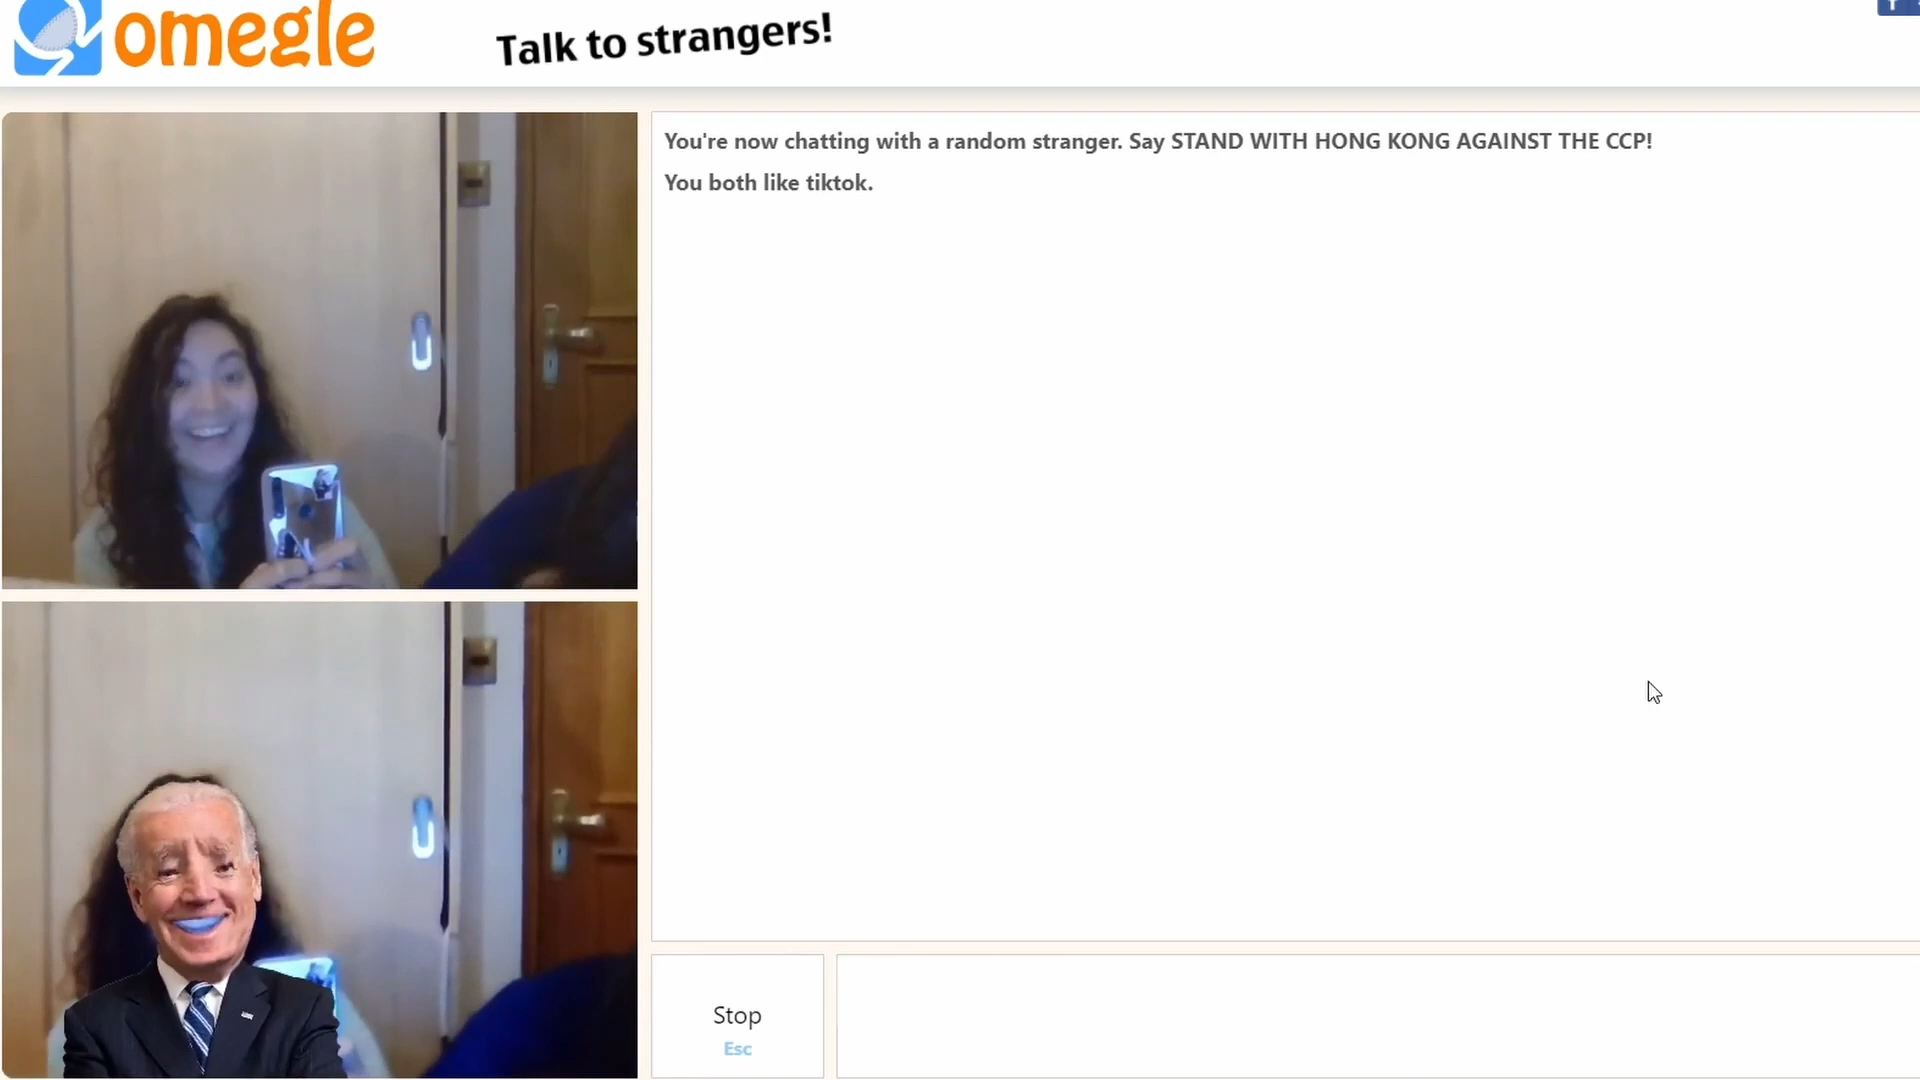 omegle
Talk to strangers!
You're now chatting with a random stranger. Say STAND WITH HONG KONG AGAINST THE CCP!
You both like tiktok.
Stop
Esc